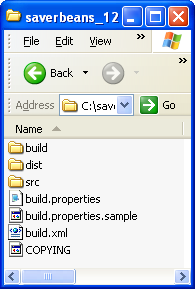 saverbeans_12
File Edit View »
Back »
Address C:\save Go
Name
build
dist
src
build.properties
build.properties.sample
build.xml
COPYING